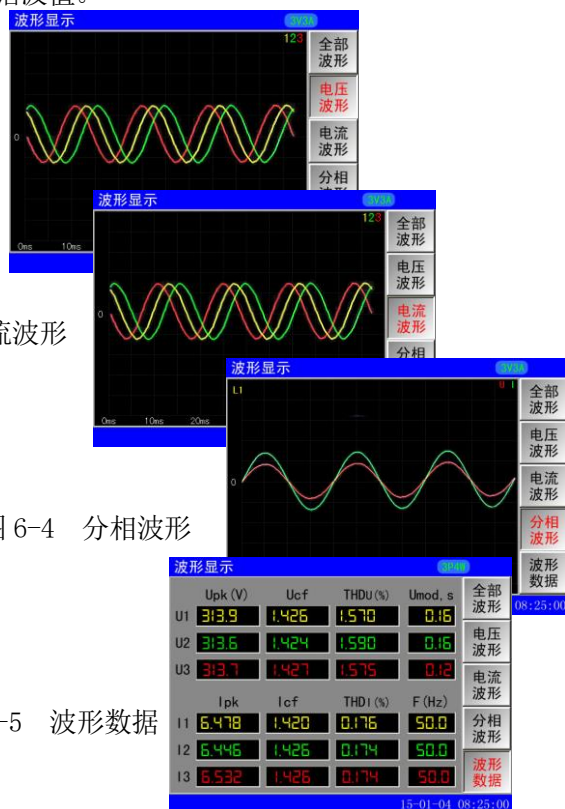 波形显示 3V3A
123
全部
波形
电压
波形
电流
波形
分相
0
0ms 10ms
波形显示 3V3A
123
全部
波形
电压
波形
电流
波形
分相
0
0ms 10ms 20ms
流波形
波形显示 3V3A
L1 U I
全部
波形
电压
波形
电流
波形
分相
波形
波形
数据
0
08:25:00
图 6-4 分相波形
波形显示 3P4W
Upk(V) Ucf THDU(%) Umod,s
U1 313.9 1.426 1.570 0.16
U2 313.6 1.424 1.590 0.16
U3 313.7 1.427 1.575 0.12
Ipk Icf THDI(%) F(Hz)
I1 6.478 1.420 0.176 50.0
I2 6.446 1.426 0.174 50.0
I3 6.532 1.426 0.174 50.0
全部
波形
电压
波形
电流
波形
分相
波形
波形
数据
15-01-04 08:25:00
-5 波形数据